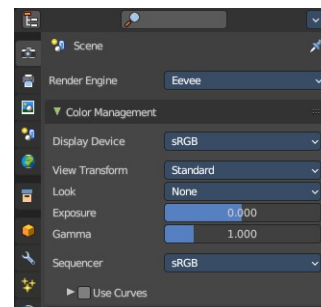 Scene
Render Engine Eevee
Color Management
Display Device sRGB
View Transform Standard
Look None
Exposure 0.000
Gamma 1.000
Sequencer sRGB
Use Curves